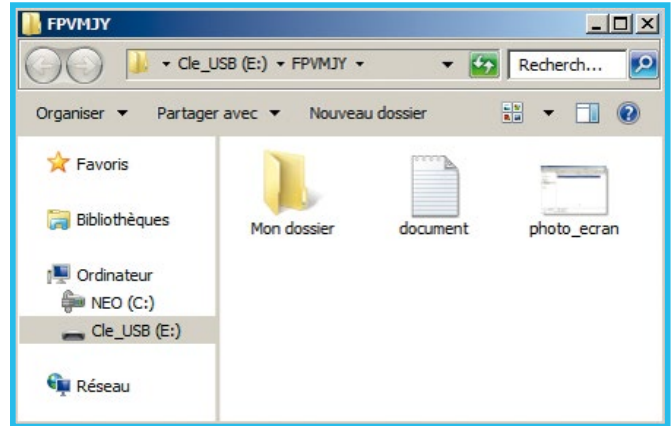 FPVMJY
Cle_USB (E:) FPVMJY
Recherch...
Organiser Partager avec Nouveau dossier
Favoris
Bibliothèques
Ordinateur
NEO (C:)
Cle_USB (E:)
Réseau
Mon dossier
document
photo_ecran